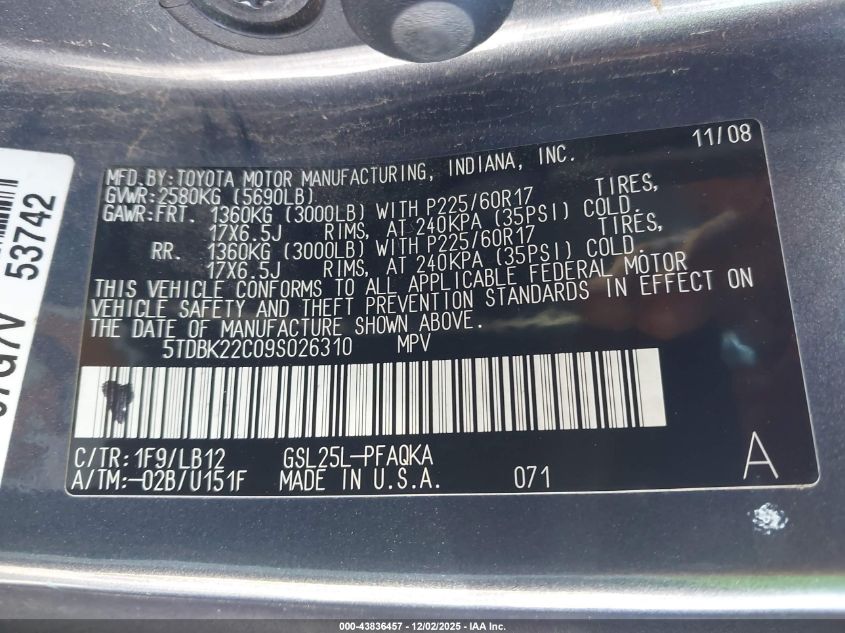 11/08
MFD.BY:TOYOTA MOTOR MANUFACTURING, INDIANA, INC.
GVWR:2580KG (5690LB)
GAWR:FRT. 1360KG (3000LB) WITH P225/60R17 TIRES,
17X6.5J RIMS, AT 240KPA (35PSI) COLD.
RR. 1360KG (3000LB) WITH P225/60R17 TIRES,
17X6.5J RIMS, AT 240KPA (35PSI) COLD.
THIS VEHICLE CONFORMS TO ALL APPLICABLE FEDERAL MOTOR
VEHICLE SAFETY AND THEFT PREVENTION STANDARDS IN EFFECT ON
THE DATE OF MANUFACTURE SHOWN ABOVE.
5TDBK22C09S026310 MPV
C/TR:1F9/LB12 GSL25L-PFAQKA
A/TM:-02B/U151F MADE IN U.S.A. 071
A
53742
000-43836457 - 12/02/2025 - IAA Inc.